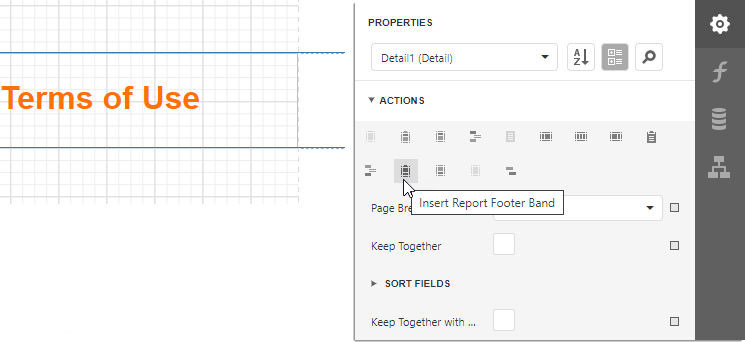 PROPERTIES
Detail1 (Detail)
A
Z
Terms of Use
ACTIONS
Insert Report Footer Band
Page Bre
Keep Together
SORT FIELDS
Keep Together with ...